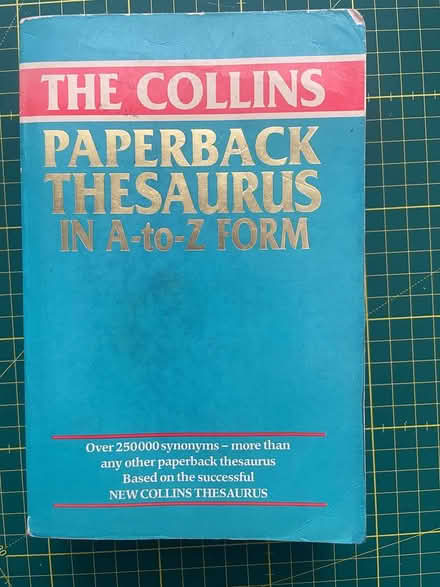 THE COLLINS
PAPERBACK
THESAURUS
IN A-to-Z FORM
Over 250000 synonyms – more than
any other paperback thesaurus
Based on the successful
NEW COLLINS THESAURUS